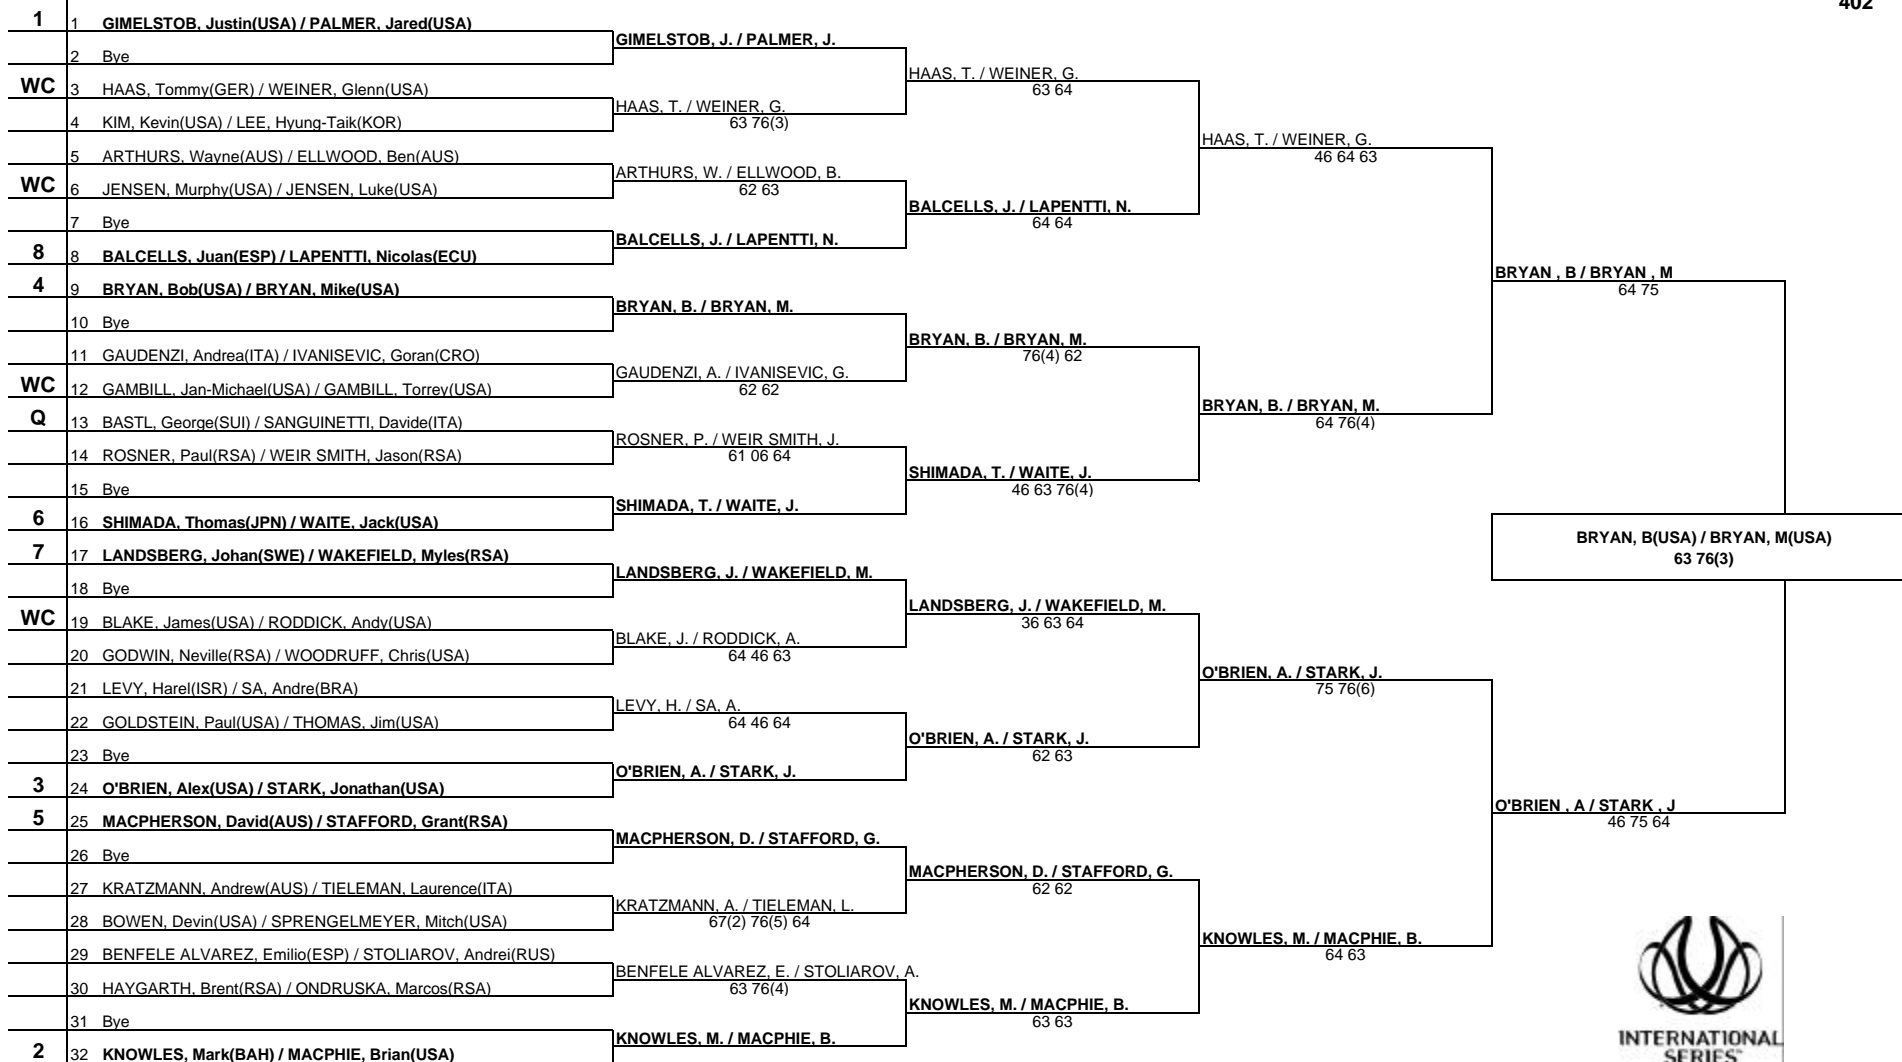 402
1 1 GIMELSTOB, Justin(USA) / PALMER, Jared(USA)
GIMELSTOB, J. / PALMER, J.
2 Bye
HAAS, T. / WEINER, G.
63 64
WC 3 HAAS, Tommy(GER) / WEINER, Glenn(USA)
HAAS, T. / WEINER, G.
63 76(3)
4 KIM, Kevin(USA) / LEE, Hyung-Taik(KOR)
HAAS, T. / WEINER, G.
46 64 63
5 ARTHURS, Wayne(AUS) / ELLWOOD, Ben(AUS)
ARTHURS, W. / ELLWOOD, B.
62 63
WC 6 JENSEN, Murphy(USA) / JENSEN, Luke(USA)
BALCELLS, J. / LAPENTTI, N.
64 64
7 Bye
BALCELLS, J. / LAPENTTI, N.
8 8 BALCELLS, Juan(ESP) / LAPENTTI, Nicolas(ECU)
BRYAN , B / BRYAN , M
64 75
4 9 BRYAN, Bob(USA) / BRYAN, Mike(USA)
BRYAN, B. / BRYAN, M.
10 Bye
BRYAN, B. / BRYAN, M.
76(4) 62
11 GAUDENZI, Andrea(ITA) / IVANISEVIC, Goran(CRO)
GAUDENZI, A. / IVANISEVIC, G.
62 62
WC 12 GAMBILL, Jan-Michael(USA) / GAMBILL, Torrey(USA)
BRYAN, B. / BRYAN, M.
64 76(4)
Q 13 BASTL, George(SUI) / SANGUINETTI, Davide(ITA)
ROSNER, P. / WEIR SMITH, J.
61 06 64
14 ROSNER, Paul(RSA) / WEIR SMITH, Jason(RSA)
SHIMADA, T. / WAITE, J.
46 63 76(4)
15 Bye
SHIMADA, T. / WAITE, J.
6 16 SHIMADA, Thomas(JPN) / WAITE, Jack(USA)
BRYAN, B(USA) / BRYAN, M(USA)
63 76(3)
7 17 LANDSBERG, Johan(SWE) / WAKEFIELD, Myles(RSA)
LANDSBERG, J. / WAKEFIELD, M.
18 Bye
LANDSBERG, J. / WAKEFIELD, M.
36 63 64
WC 19 BLAKE, James(USA) / RODDICK, Andy(USA)
BLAKE, J. / RODDICK, A.
64 46 63
20 GODWIN, Neville(RSA) / WOODRUFF, Chris(USA)
O'BRIEN, A. / STARK, J.
75 76(6)
21 LEVY, Harel(ISR) / SA, Andre(BRA)
LEVY, H. / SA, A.
64 46 64
22 GOLDSTEIN, Paul(USA) / THOMAS, Jim(USA)
O'BRIEN, A. / STARK, J.
62 63
23 Bye
O'BRIEN, A. / STARK, J.
3 24 O'BRIEN, Alex(USA) / STARK, Jonathan(USA)
O'BRIEN , A / STARK , J
46 75 64
5 25 MACPHERSON, David(AUS) / STAFFORD, Grant(RSA)
MACPHERSON, D. / STAFFORD, G.
26 Bye
MACPHERSON, D. / STAFFORD, G.
62 62
27 KRATZMANN, Andrew(AUS) / TIELEMAN, Laurence(ITA)
KRATZMANN, A. / TIELEMAN, L.
67(2) 76(5) 64
28 BOWEN, Devin(USA) / SPRENGELMEYER, Mitch(USA)
KNOWLES, M. / MACPHIE, B.
64 63
29 BENFELE ALVAREZ, Emilio(ESP) / STOLIAROV, Andrei(RUS)
BENFELE ALVAREZ, E. / STOLIAROV, A.
63 76(4)
30 HAYGARTH, Brent(RSA) / ONDRUSKA, Marcos(RSA)
KNOWLES, M. / MACPHIE, B.
63 63
31 Bye
KNOWLES, M. / MACPHIE, B.
2 32 KNOWLES, Mark(BAH) / MACPHIE, Brian(USA)
INTERNATIONAL
SERIES